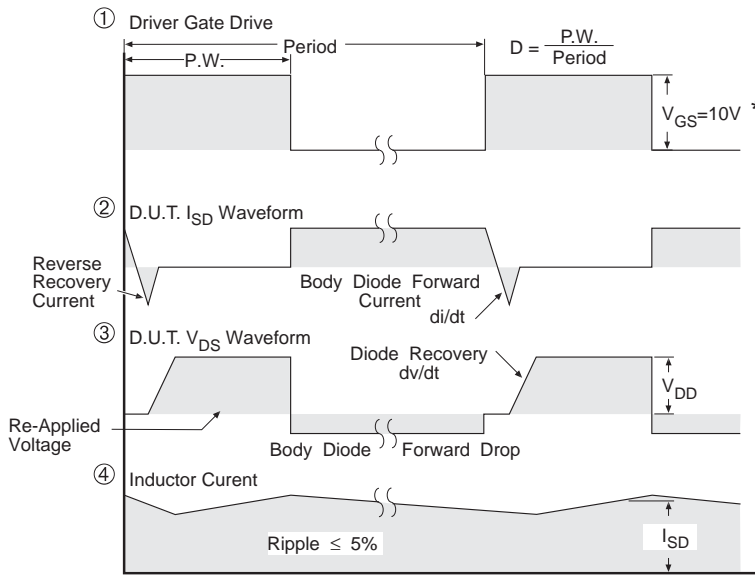 ① Driver Gate Drive
Period
P.W.
D = P.W. / Period
V_GS=10V *
② D.U.T. I_SD Waveform
Reverse
Recovery
Current
Body Diode Forward
Current
di/dt
③ D.U.T. V_DS Waveform
Diode Recovery
dv/dt
V_DD
Re-Applied
Voltage
Body Diode Forward Drop
④ Inductor Curent
Ripple ≤ 5%
I_SD